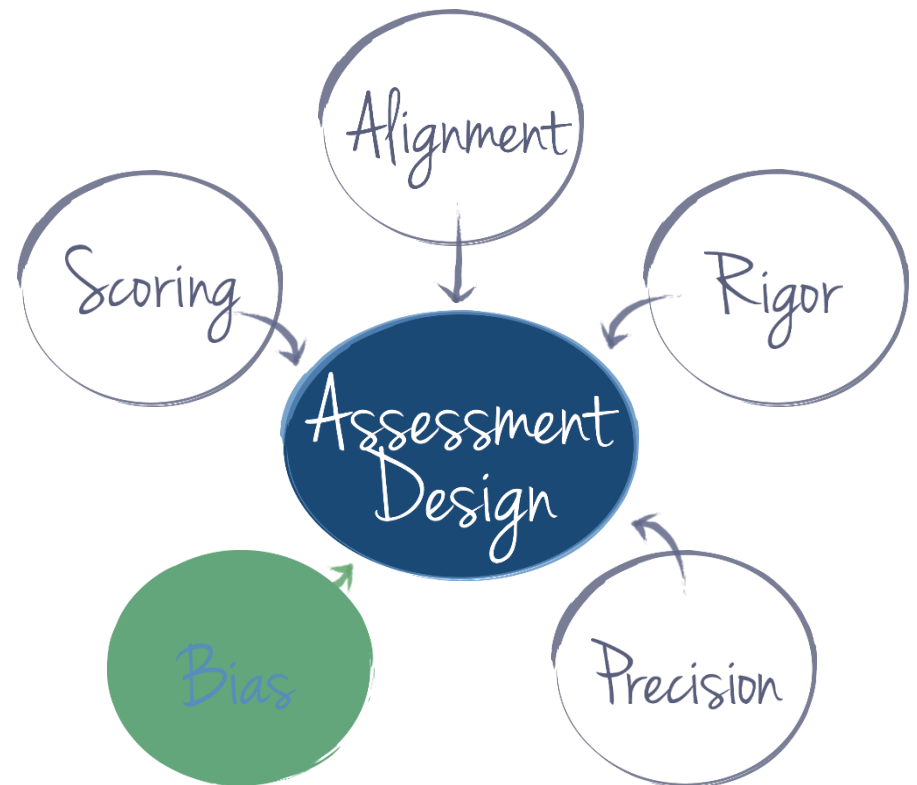 Alignment
Scoring
Rigor
Assessment
Design
Bias
Precision